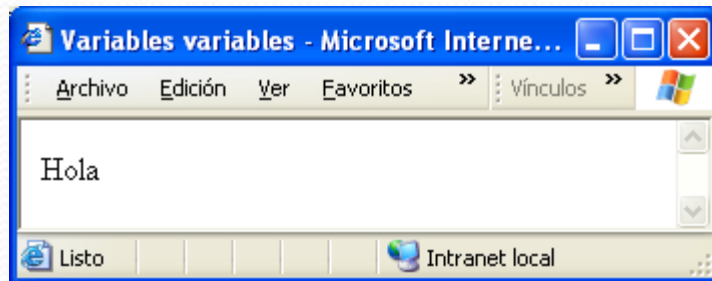 Variables variables - Microsoft Interne...
Archivo Edición Ver Favoritos » Vínculos »
Hola
Listo Intranet local